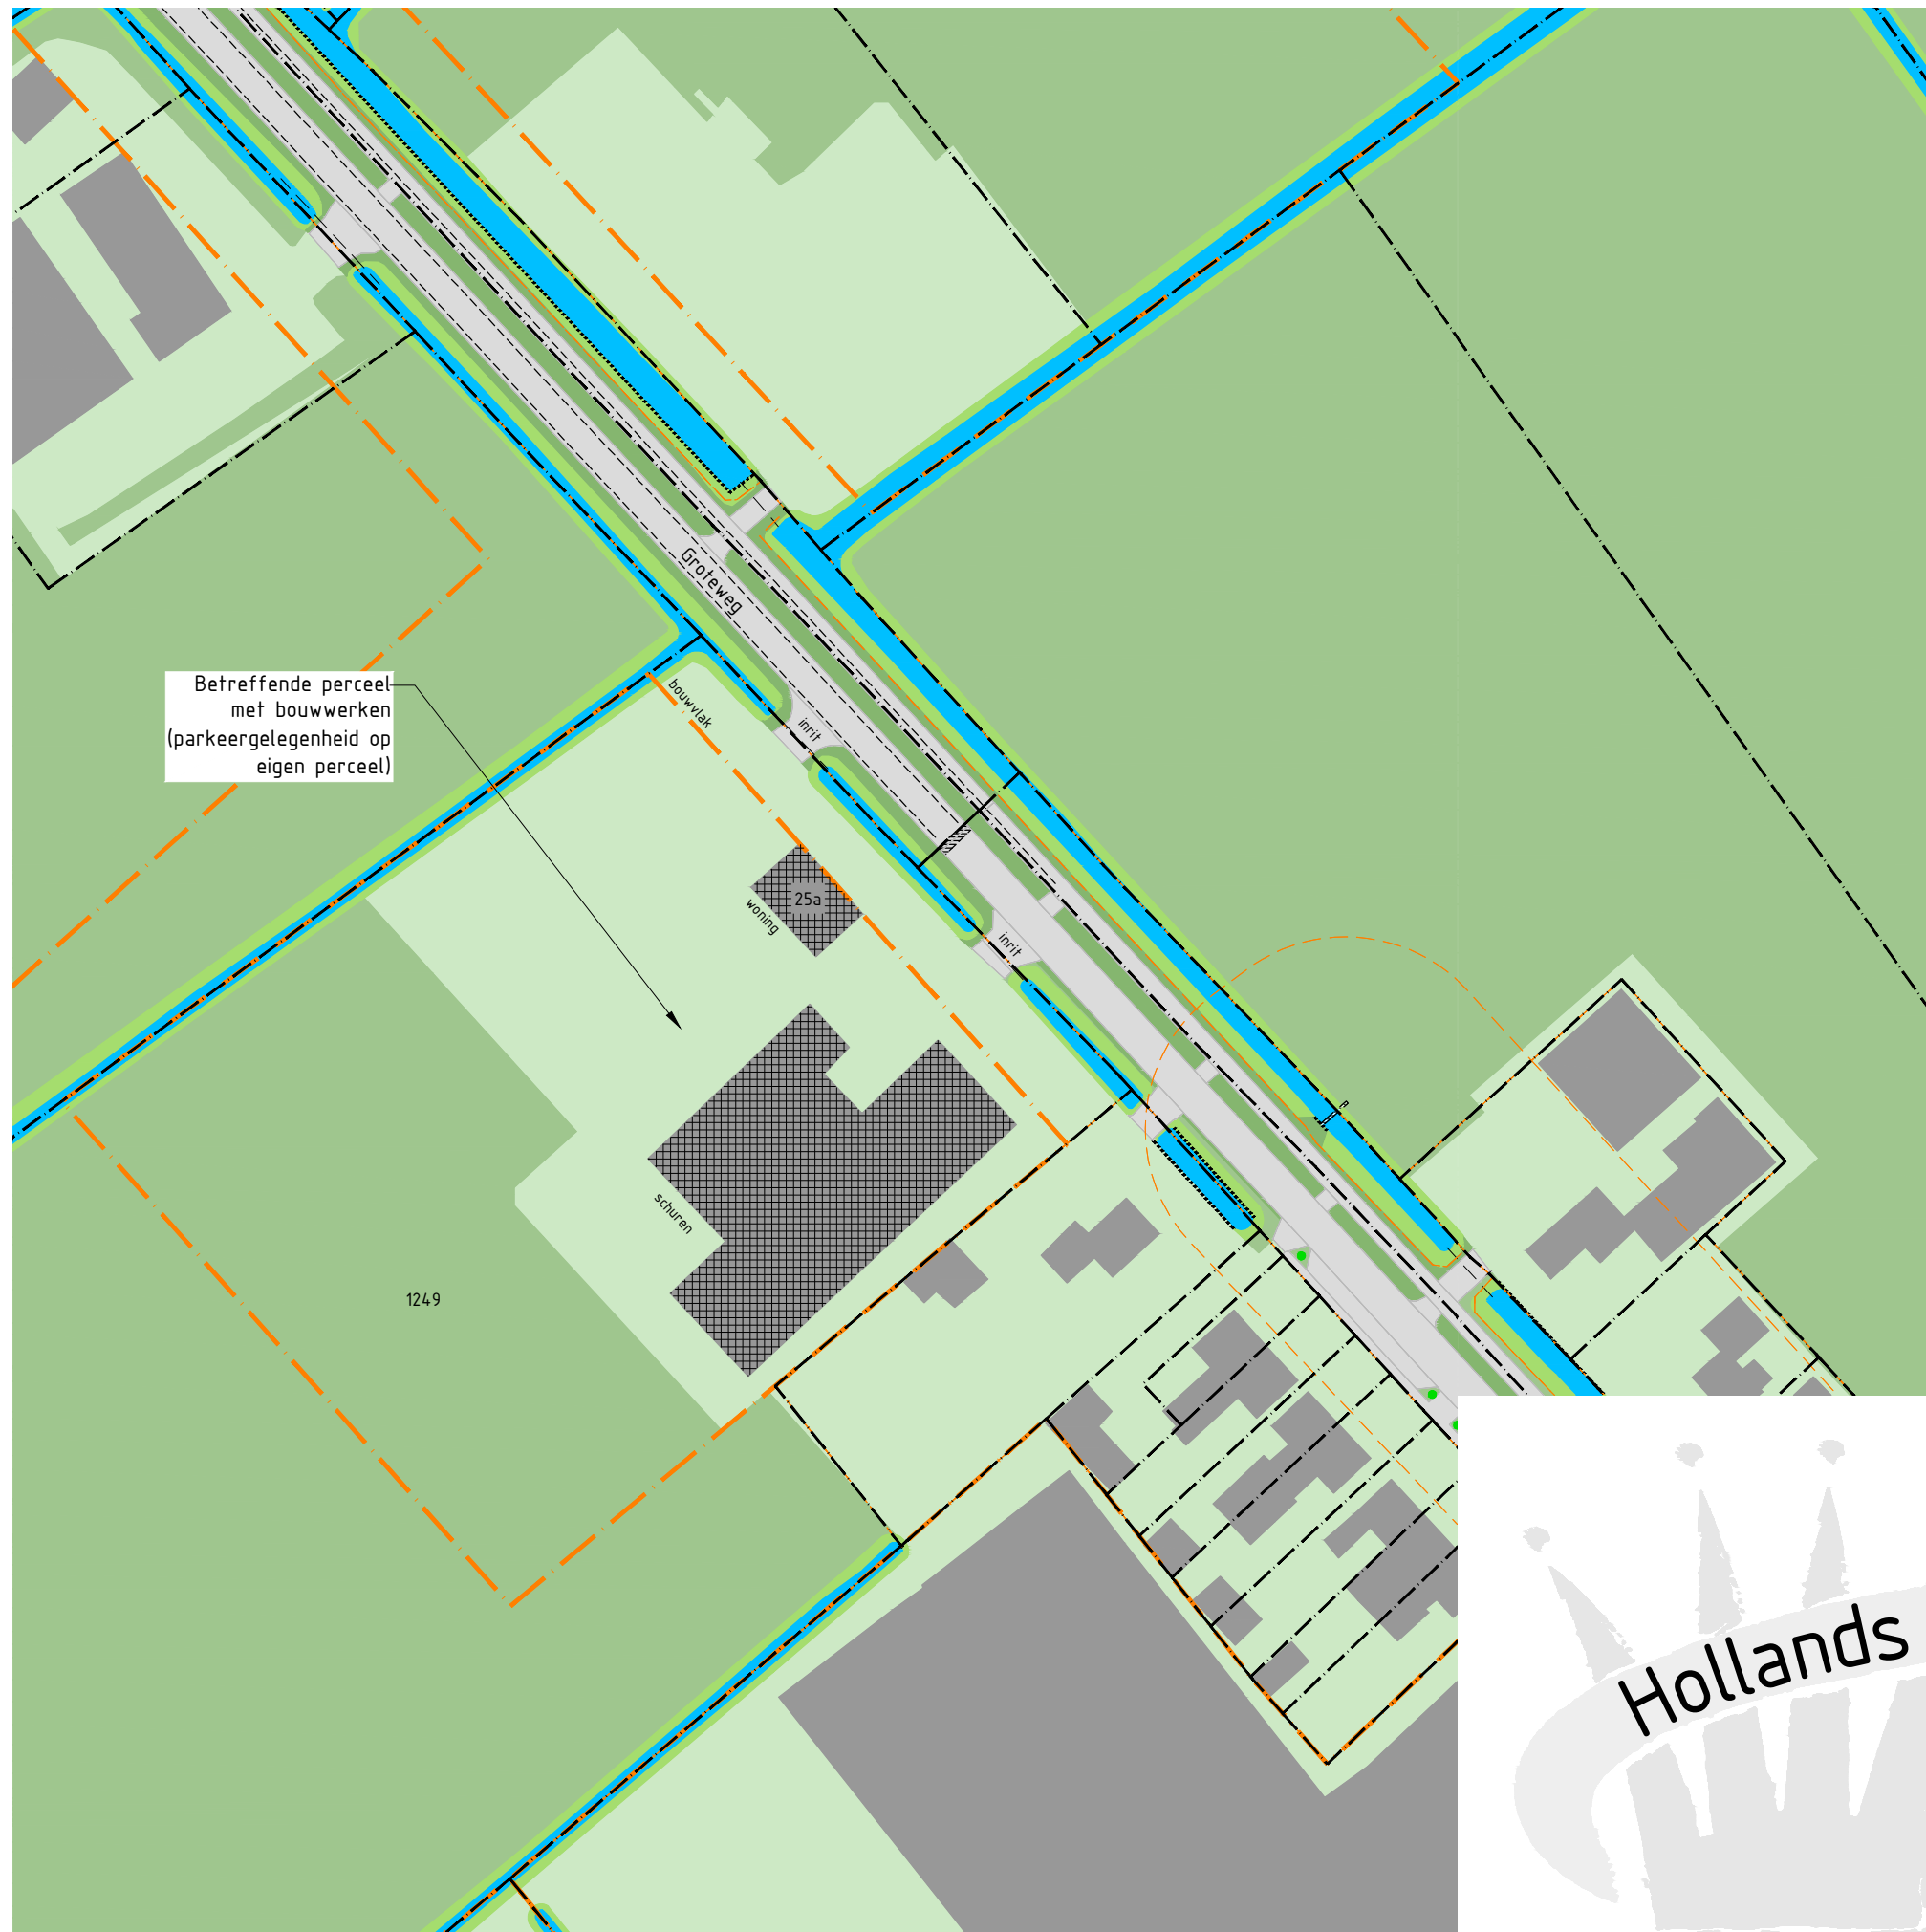 Groteweg
Betreffende perceel
met bouwwerken
(parkeergelegenheid op
eigen perceel)
bouwvlak
inrit
25a
woning
inrit
schuren
1249
Hollands